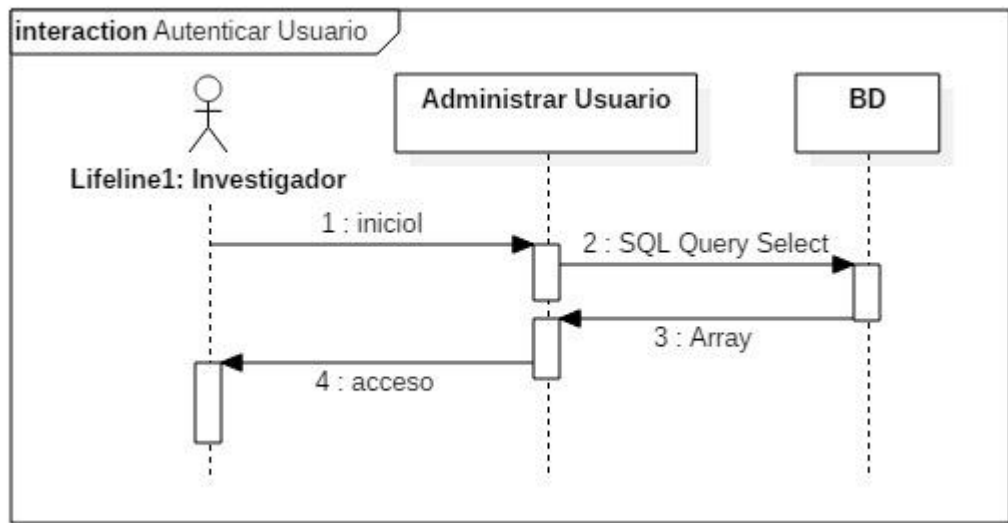 interaction Autenticar Usuario
Administrar Usuario
BD
Lifeline1: Investigador
1 : iniciol
2 : SQL Query Select
3 : Array
4 : acceso